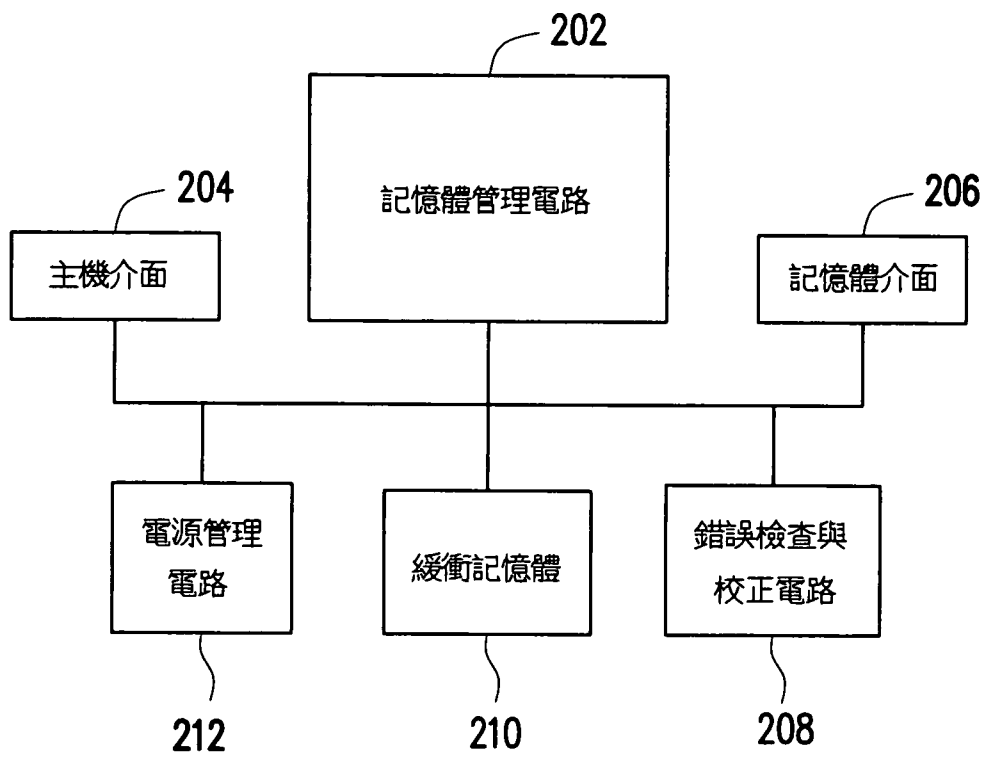 202
記憶體管理電路
204
主機介面
206
記憶體介面
電源管理
電路
212
緩衝記憶體
210
錯誤檢查與
校正電路
208